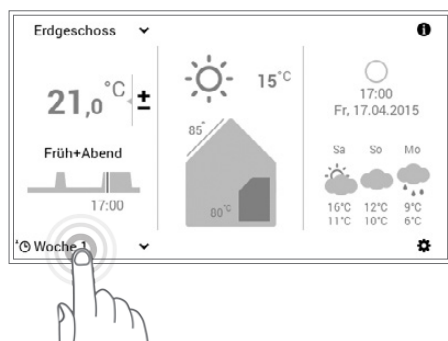 Erdgeschoss
21,0 °C ±
Früh+Abend
17:00
Woche 1
15°C
85°
80°C
17:00
Fr, 17.04.2015
Sa So Mo
16°C 12°C 9°C
11°C 10°C 6°C